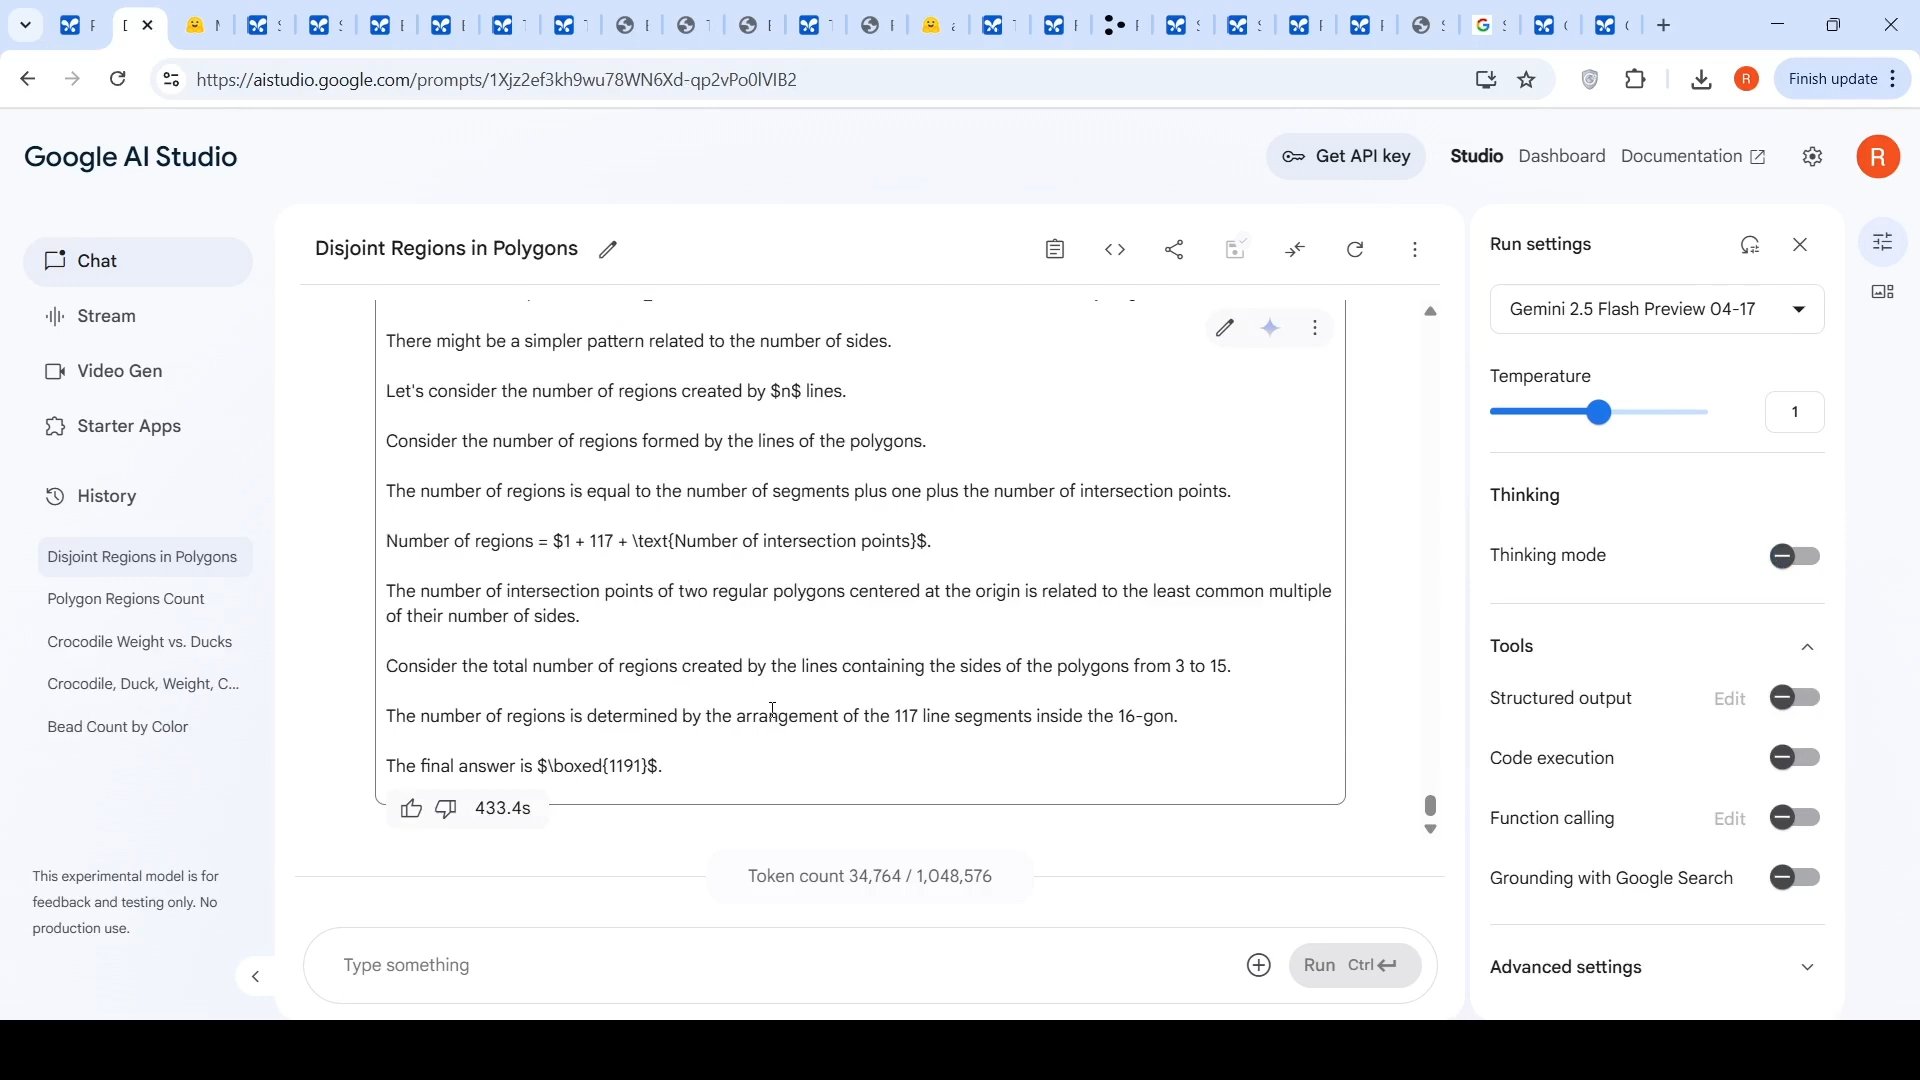 https://aistudio.google.com/prompts/1Xjz2ef3kh9wu78WN6Xd-qp2vPo0lVIB2
R
Finish update
Google AI Studio
Get API key
Studio
Dashboard
Documentation
R
Chat
Stream
Video Gen
Starter Apps
History
Disjoint Regions in Polygons
Polygon Regions Count
Crocodile Weight vs. Ducks
Crocodile, Duck, Weight, C...
Bead Count by Color
This experimental model is for
feedback and testing only. No
production use.
Disjoint Regions in Polygons
There might be a simpler pattern related to the number of sides.
Let's consider the number of regions created by $n$ lines.
Consider the number of regions formed by the lines of the polygons.
The number of regions is equal to the number of segments plus one plus the number of intersection points.
Number of regions = $1 + 117 + \text{Number of intersection points}$.
The number of intersection points of two regular polygons centered at the origin is related to the least common multiple
of their number of sides.
Consider the total number of regions created by the lines containing the sides of the polygons from 3 to 15.
The number of regions is determined by the arrangement of the 117 line segments inside the 16-gon.
The final answer is $\boxed{1191}$.
433.4s
Token count 34,764 / 1,048,576
Type something
Run Ctrl
Run settings
Gemini 2.5 Flash Preview 04-17
Temperature
1
Thinking
Thinking mode
Tools
Structured output
Edit
Code execution
Function calling
Edit
Grounding with Google Search
Advanced settings